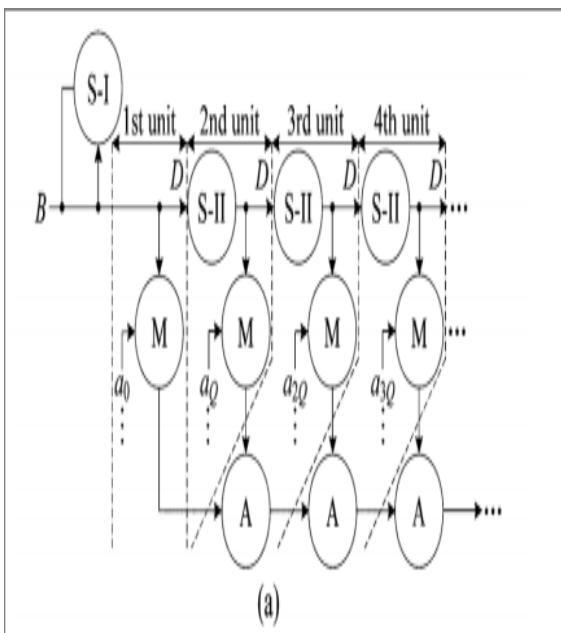 S-I
1st unit 2nd unit 3rd unit 4th unit
B D S-II D S-II D S-II D ...
M M M M ...
a0 aQ a2Q a3Q
A A A ...
(a)